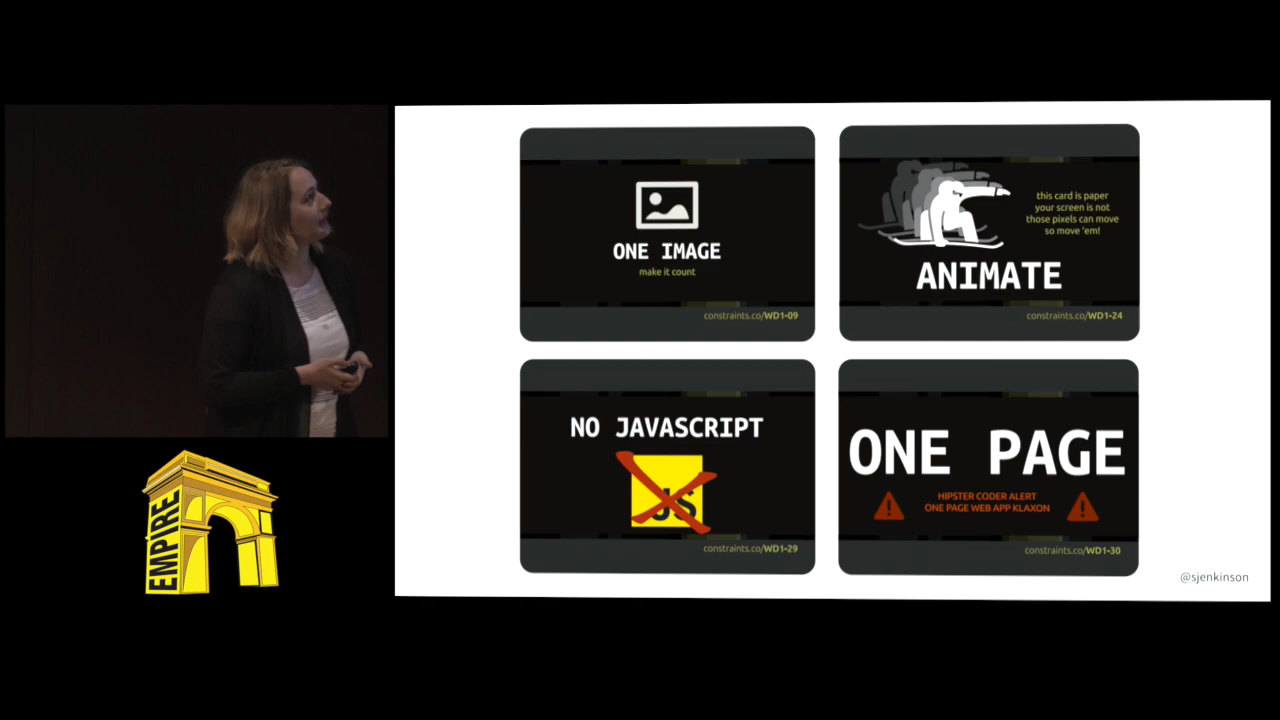 ONE IMAGE
make it count
constraints.co/WD1-09
this card is paper
your screen is not
those pixels can move
so move 'em!
ANIMATE
constraints.co/WD1-24
NO JAVASCRIPT
JS
constraints.co/WD1-29
ONE PAGE
HIPSTER CODER ALERT
ONE PAGE WEB APP KLAXON
constraints.co/WD1-30
@sjenkinson
EMPIRE